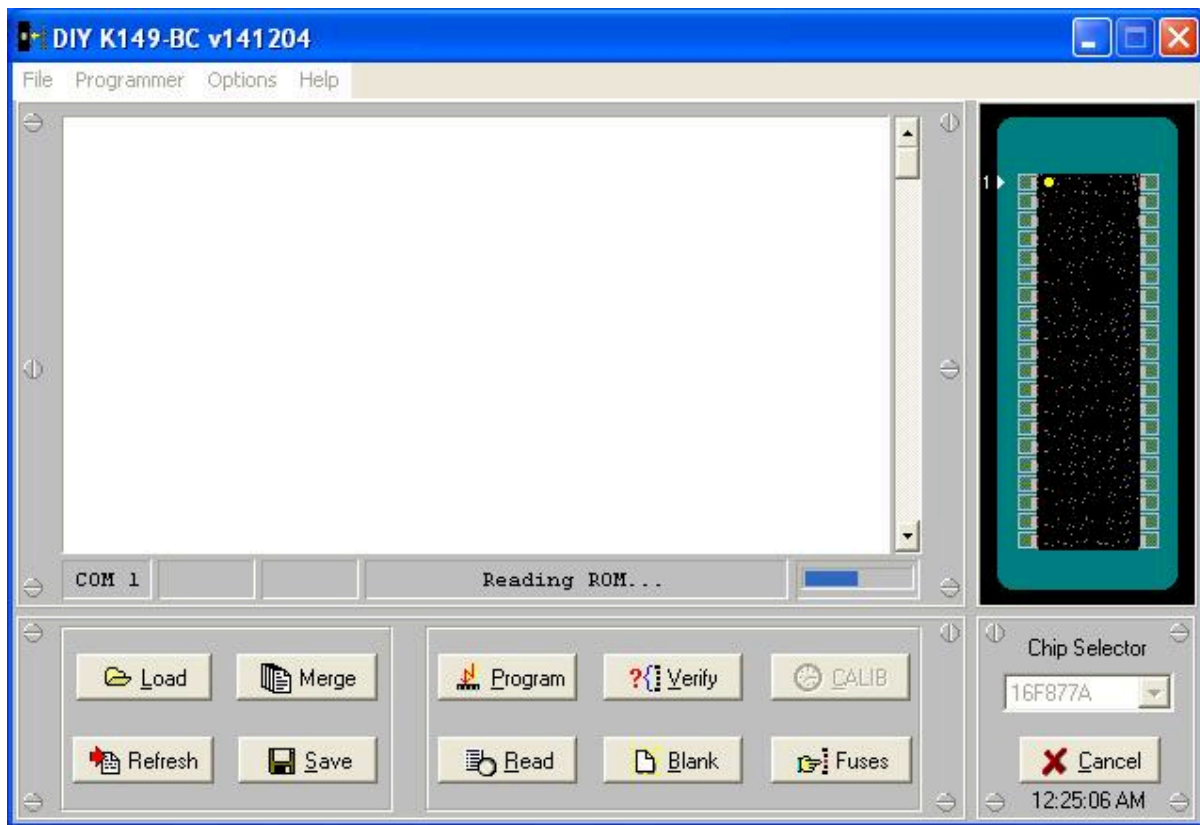 DIY K149-BC v141204
File Programmer Options Help
1
COM 1 Reading ROM...
Load Merge Program Verify CALIB
Refresh Save Read Blank Fuses
Chip Selector
16F877A
Cancel
12:25:06 AM